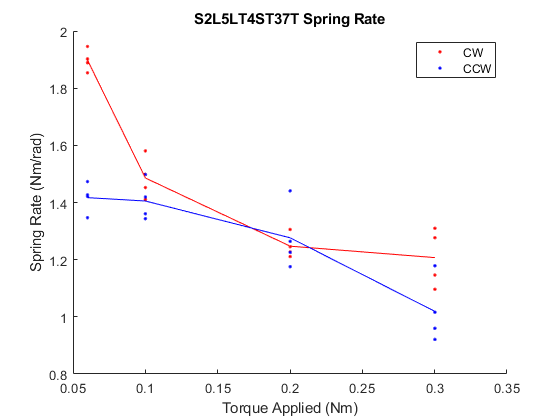 S2L5LT4ST37T Spring Rate
CW
CCW
2
1.8
1.6
1.4
1.2
1
0.8
Spring Rate (Nm/rad)
0.05
0.1
0.15
0.2
0.25
0.3
0.35
Torque Applied (Nm)